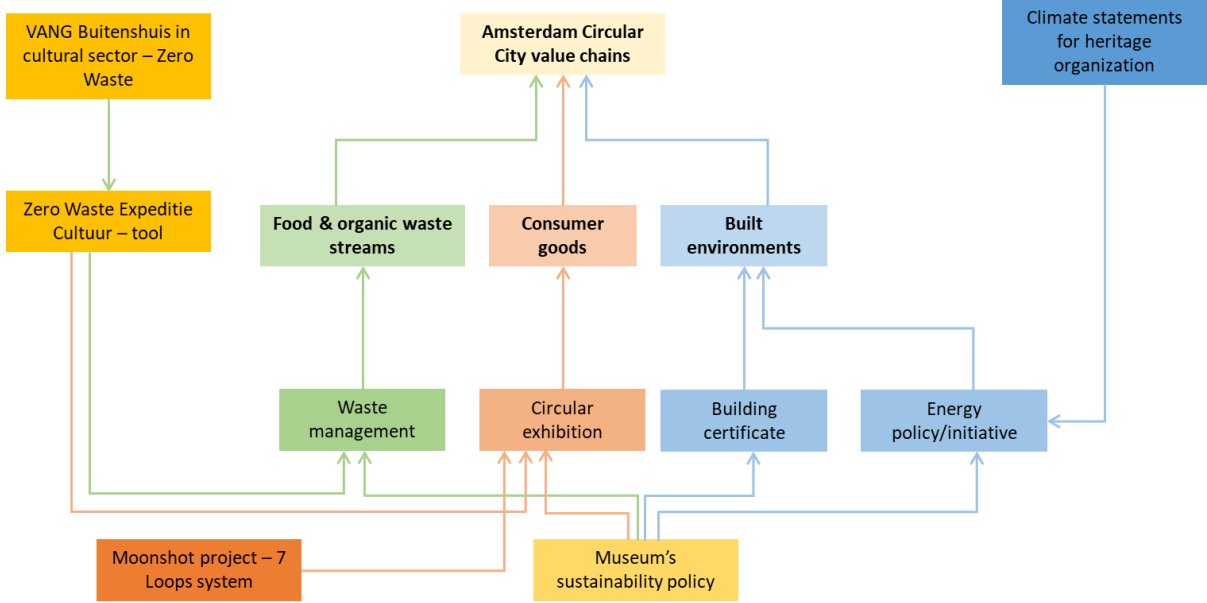 VANG Buitenshuis in
cultural sector – Zero
Waste
Amsterdam Circular
City value chains
Climate statements
for heritage
organization
Zero Waste Expeditie
Cultuur – tool
Food & organic waste
streams
Consumer
goods
Built
environments
Waste
management
Circular
exhibition
Building
certificate
Energy
policy/initiative
Moonshot project – 7
Loops system
Museum’s
sustainability policy